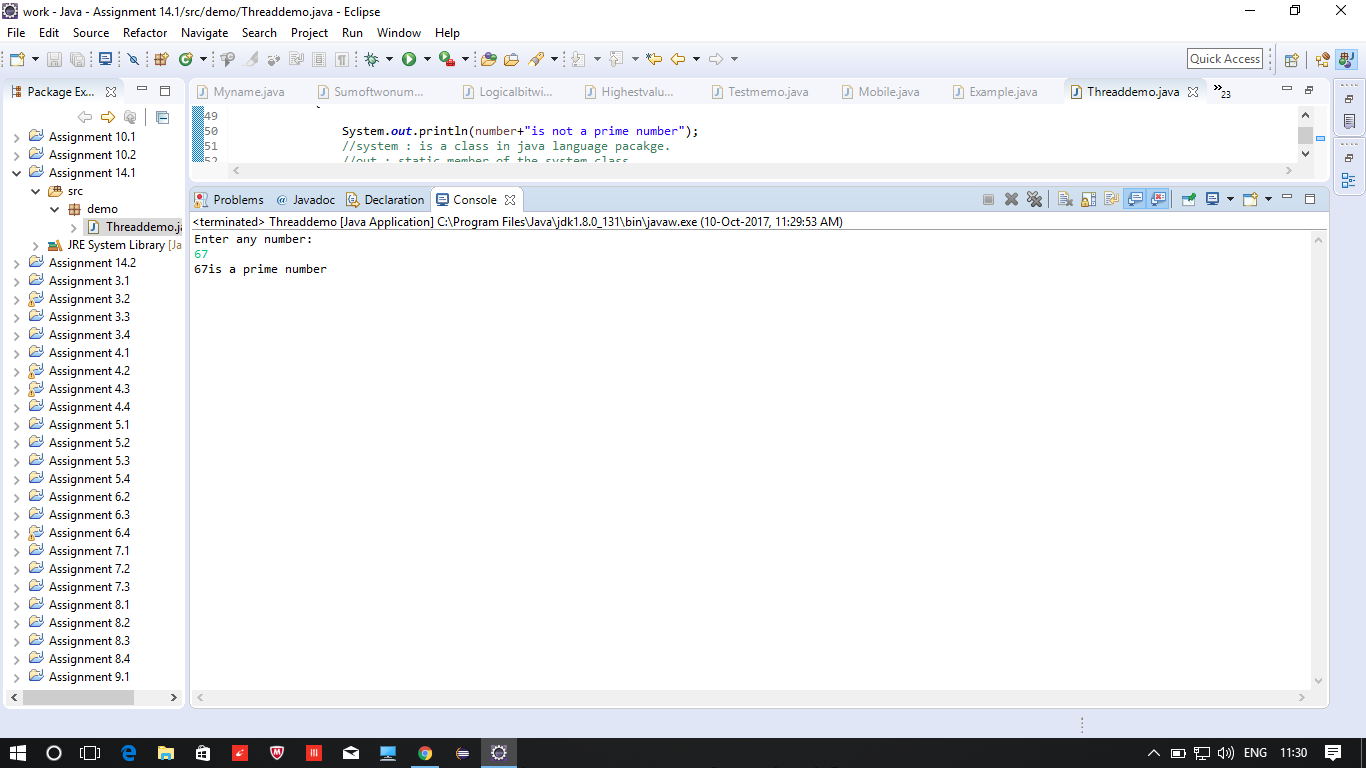 work - Java - Assignment 14.1/src/demo/Threaddemo.java - Eclipse
File Edit Source Refactor Navigate Search Project Run Window Help
Quick Access
Package Ex...
Myname.java Sumoftwonum... Logicalbitwi... Highestvalu... Testmemo.java Mobile.java Example.java Threaddemo.java »23
49
50 System.out.println(number+"is not a prime number");
51 //system : is a class in java language pacakge.
52 //out : static member of the system class
Assignment 10.1
Assignment 10.2
Assignment 14.1
src
demo
Threaddemo.ja
JRE System Library [Ja
Assignment 14.2
Assignment 3.1
Assignment 3.2
Assignment 3.3
Assignment 3.4
Assignment 4.1
Assignment 4.2
Assignment 4.3
Assignment 4.4
Assignment 5.1
Assignment 5.2
Assignment 5.3
Assignment 5.4
Assignment 6.2
Assignment 6.3
Assignment 6.4
Assignment 7.1
Assignment 7.2
Assignment 7.3
Assignment 8.1
Assignment 8.2
Assignment 8.3
Assignment 8.4
Assignment 9.1
Problems @ Javadoc Declaration Console
<terminated> Threaddemo [Java Application] C:\Program Files\Java\jdk1.8.0_131\bin\javaw.exe (10-Oct-2017, 11:29:53 AM)
Enter any number:
67
67is a prime number
ENG 11:30